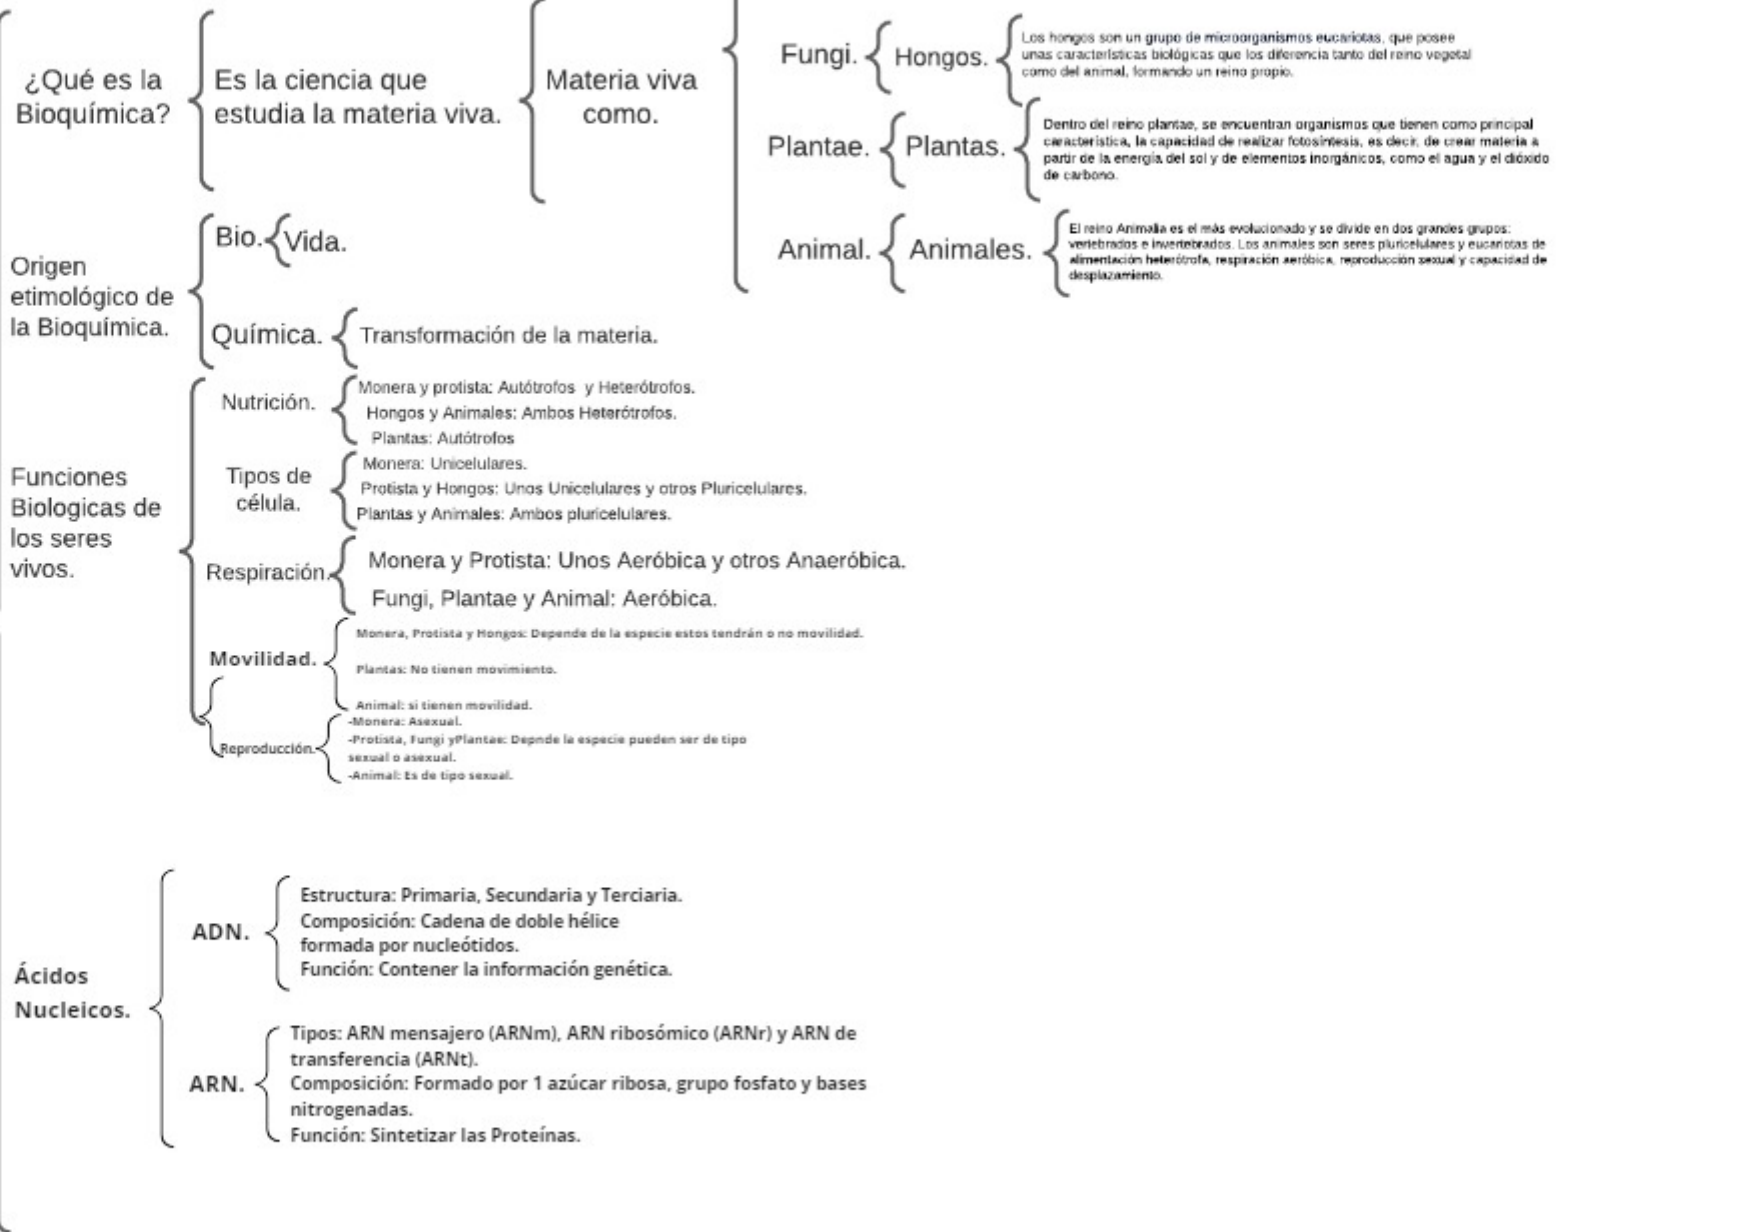 ¿Qué es la
Bioquímica?
Es la ciencia que
estudia la materia viva.
Materia viva
como.
Fungi.
Hongos.
Los hongos son un grupo de microorganismos eucariotas, que posee
unas características biológicas que los diferencia tanto del reino vegetal
como del animal, formando un reino propio.
Plantae.
Plantas.
Dentro del reino plantae, se encuentran organismos que tienen como principal
característica, la capacidad de realizar fotosíntesis, es decir, de crear materia a
partir de la energía del sol y de elementos inorgánicos, como el agua y el dióxido
de carbono.
Animal.
Animales.
El reino Animalia es el más evolucionado y se divide en dos grandes grupos:
vertebrados e invertebrados. Los animales son seres pluricelulares y eucariotas de
alimentación heterótrofa, respiración aeróbica, reproducción sexual y capacidad de
desplazamiento.
Origen
etimológico de
la Bioquímica.
Bio.
Vida.
Química.
Transformación de la materia.
Funciones
Biologicas de
los seres
vivos.
Nutrición.
Monera y protista: Autótrofos y Heterótrofos.
Hongos y Animales: Ambos Heterótrofos.
Plantas: Autótrofos
Tipos de
célula.
Monera: Unicelulares.
Protista y Hongos: Unos Unicelulares y otros Pluricelulares.
Plantas y Animales: Ambos pluricelulares.
Respiración.
Monera y Protista: Unos Aeróbica y otros Anaeróbica.
Fungi, Plantae y Animal: Aeróbica.
Movilidad.
Monera, Protista y Hongos: Depende de la especie estos tendrán o no movilidad.
Plantas: No tienen movimiento.
Animal: si tienen movilidad.
Reproducción.
-Monera: Asexual.
-Protista, Fungi yPlantae: Depnde la especie pueden ser de tipo
sexual o asexual.
-Animal: Es de tipo sexual.
Ácidos
Nucleicos.
ADN.
Estructura: Primaria, Secundaria y Terciaria.
Composición: Cadena de doble hélice
formada por nucleótidos.
Función: Contener la información genética.
ARN.
Tipos: ARN mensajero (ARNm), ARN ribosómico (ARNr) y ARN de
transferencia (ARNt).
Composición: Formado por 1 azúcar ribosa, grupo fosfato y bases
nitrogenadas.
Función: Sintetizar las Proteínas.